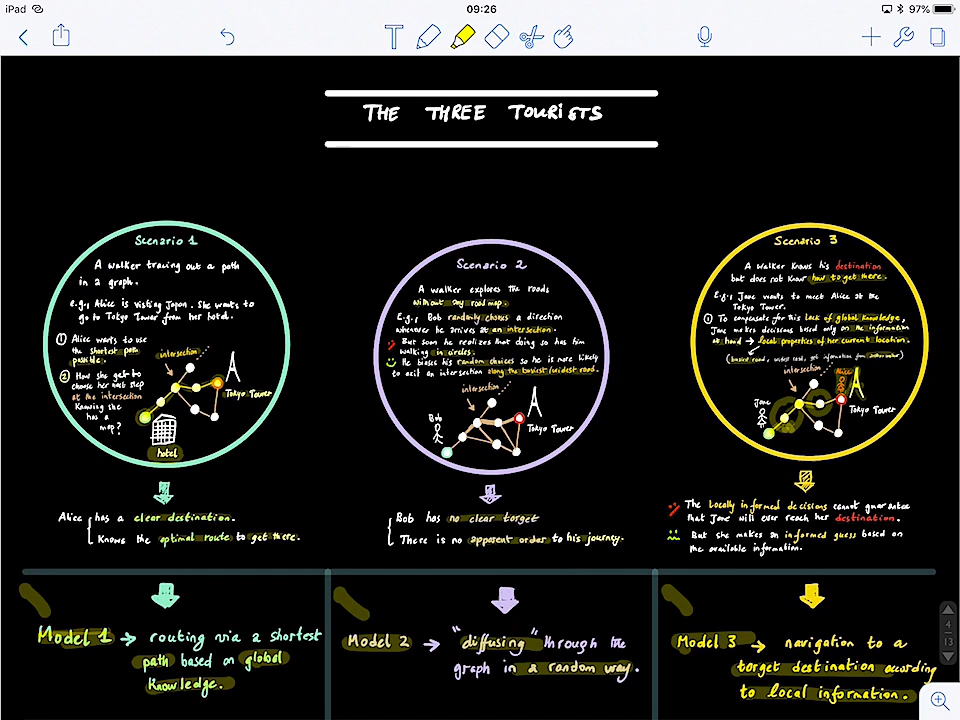 iPad
09:26
97%
THE THREE TOURISTS
Scenario 1
A walker tracing out a path
in a graph.
e.g., Alice is visiting Japon. She wants to
go to Tokyo Tower from her hotel.
① Alice wants to
use the shortest path
possible.
② How she get to
choose her next step
at the intersection
Knowing she
has a
map?
intersection
Tokyo Tower
hotel
Alice has a clear destination.
Knows the optimal route to get there.
Model 1 → routing via a shortest
path based on global
Knowledge.
Scenario 2
A walker explores the roads
without any road map.
E.g., Bob randomly choses a direction
whenever he arrives at an intersection.
But soon he realizes that doing so has him
walking in circles.
He biases his random choices so he is more likely
to exit an intersection along the busiest/widest road.
intersection
Bob
Tokyo Tower
Bob has no clear target
There is no apparent order to his journey.
Model 2 → "diffusing" through the
graph in a random way.
Scenario 3
A walker Knows his destination
but does not Know how to get there.
E.g., Jane wants to meet Alice at the
Tokyo Tower.
① To compensate for this lack of global Knowledge,
Jane makes decisions based only on the information
at hand → local properties of her current location.
intersection
Alice
Jane
Tokyo Tower
The locally informed decisions cannot guarantee
that Jane will ever reach her destination.
But she makes an informed guess based on
the available information.
Model 3 → navigation to a
target destination according
to local information.
4
13